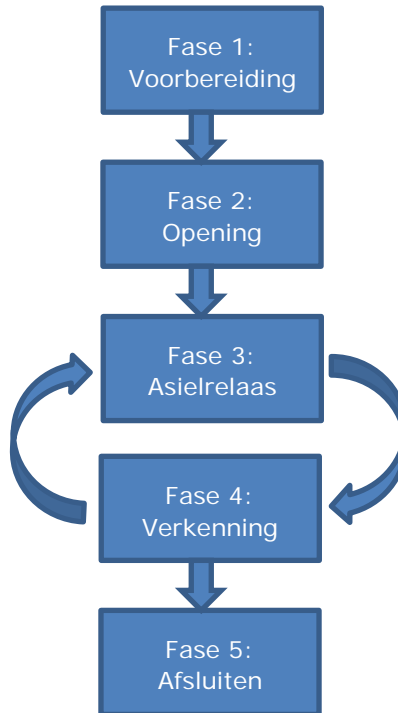 Fase 1:
Voorbereiding
Fase 2:
Opening
Fase 3:
Asielrelaas
Fase 4:
Verkenning
Fase 5:
Afsluiten